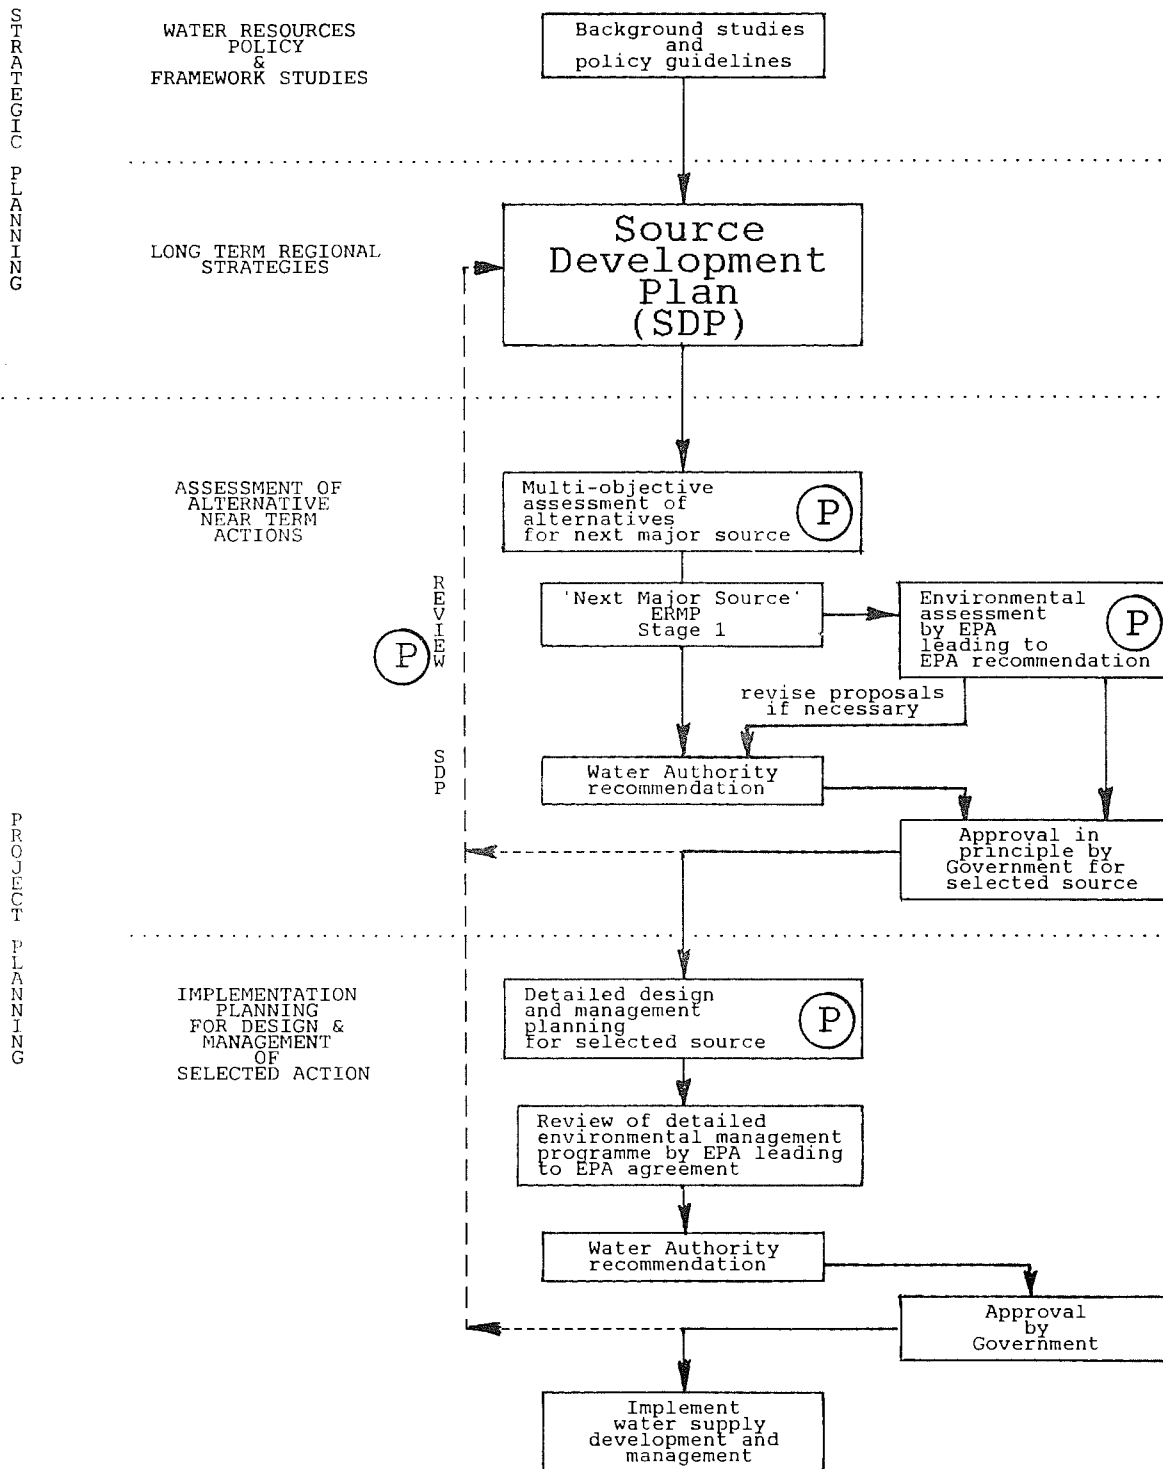 STRATEGIC PLANNING
WATER RESOURCES
POLICY
&
FRAMEWORK STUDIES
Background studies
and
policy guidelines
LONG TERM REGIONAL
STRATEGIES
Source
Development
Plan
(SDP)
PROJECT PLANNING
ASSESSMENT OF
ALTERNATIVE
NEAR TERM
ACTIONS
Multi-objective
assessment of
alternatives
for next major source
P
'Next Major Source'
ERMP
Stage 1
Environmental
assessment
by EPA
leading to
EPA recommendation
P
REVIEW
P
SDP
revise proposals
if necessary
Water Authority
recommendation
Approval in
principle by
Government for
selected source
IMPLEMENTATION
PLANNING
FOR DESIGN &
MANAGEMENT
OF
SELECTED ACTION
Detailed design
and management
planning
for selected source
P
Review of detailed
environmental management
programme by EPA leading
to EPA agreement
Water Authority
recommendation
Approval
by
Government
Implement
water supply
development and
management